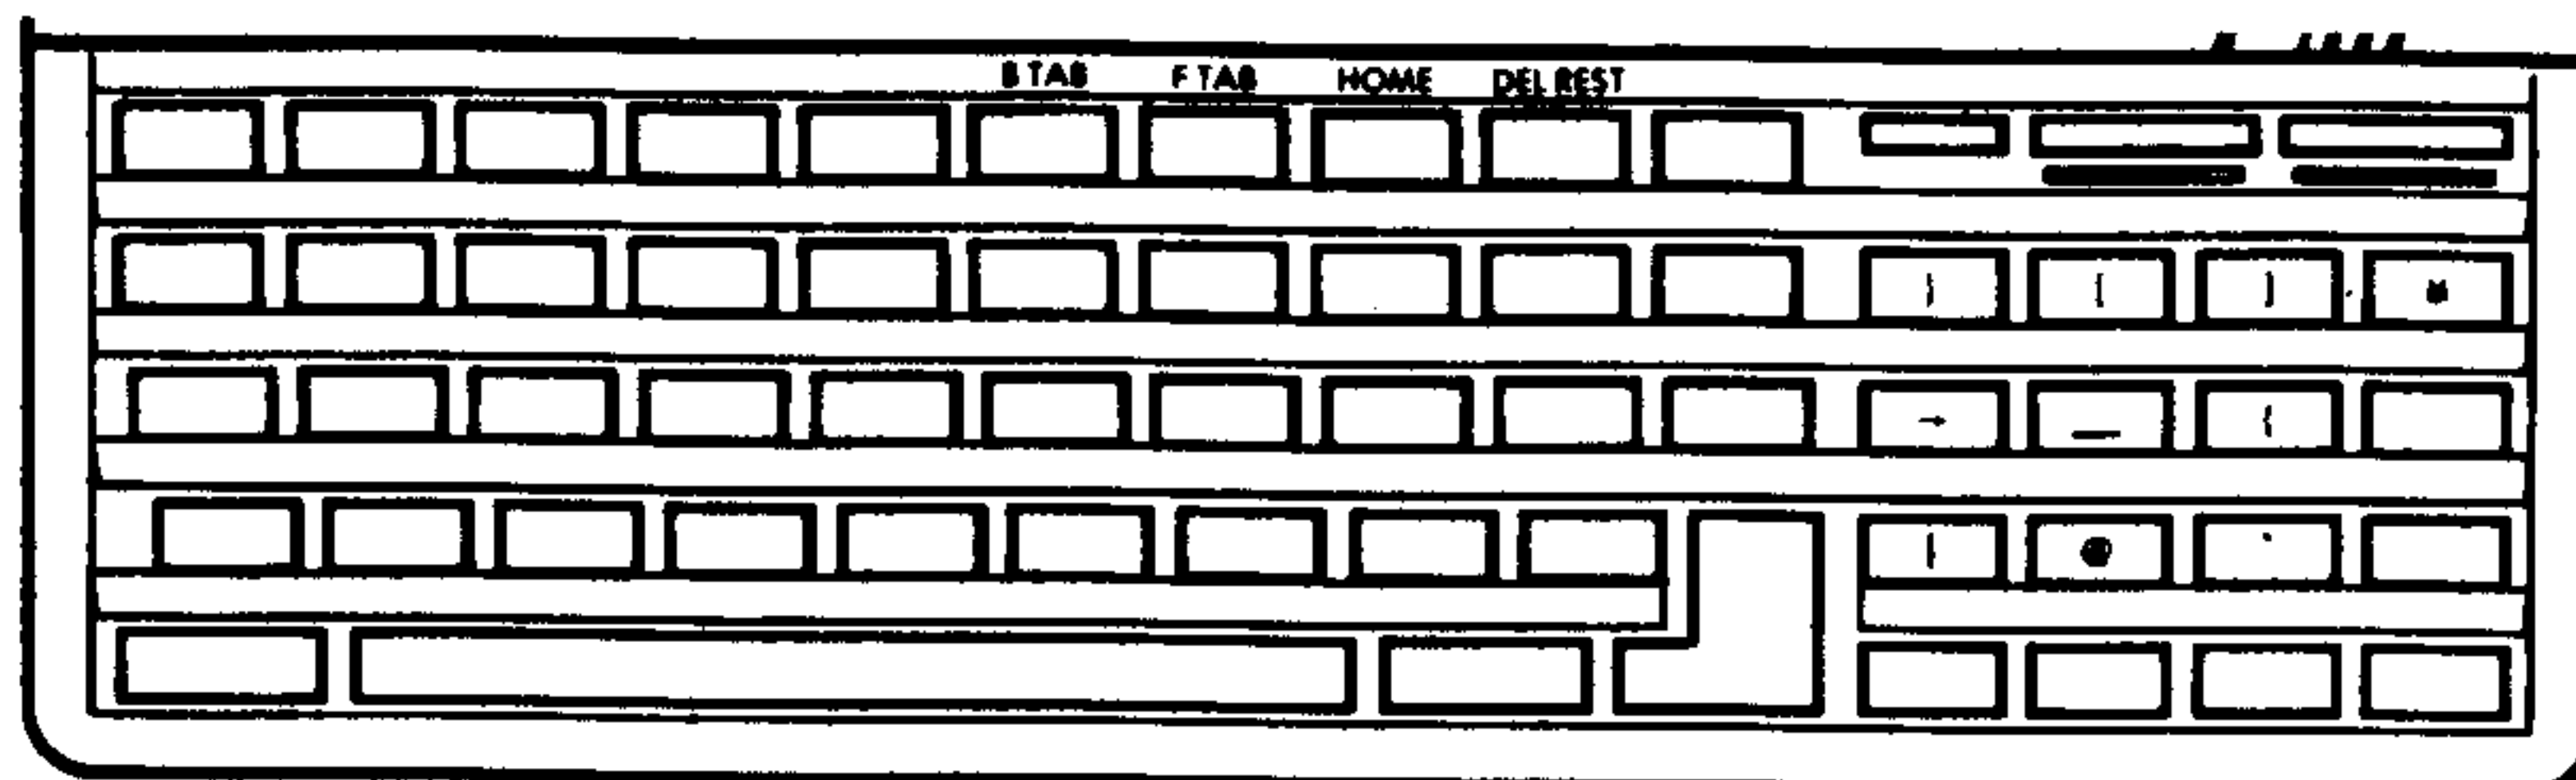 B TAB F TAB HOME DEL REST
} [ ]
→ _ {
| @ `